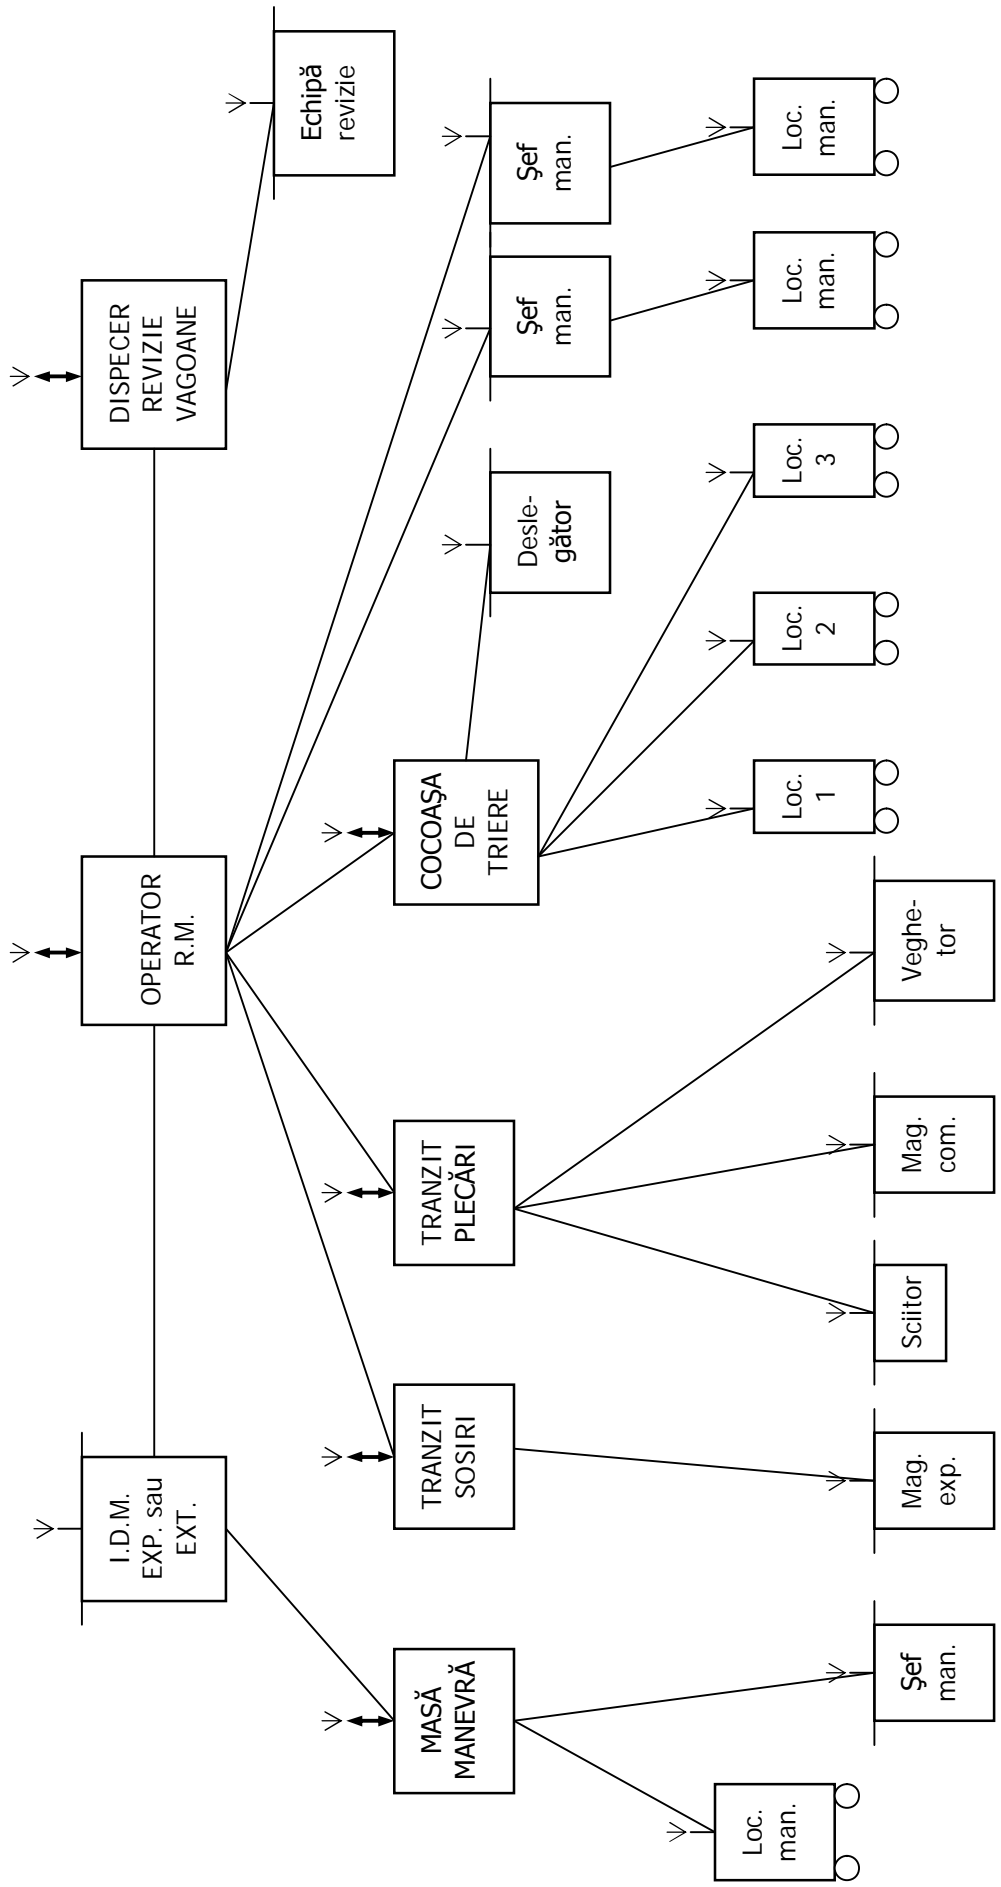 I.D.M.
EXP. sau
EXT.
OPERATOR
R.M.
DISPECER
REVIZIE
VAGOANE
Echipă
revizie
MASĂ
MANEVRĂ
TRANZIT
SOSIRI
TRANZIT
PLECĂRI
COCOAŞA
DE
TRIERE
Desle-
gător
Şef
man.
Şef
man.
Loc.
man.
Loc.
1
Loc.
2
Loc.
3
Loc.
man.
Loc.
man.
Şef
man.
Mag.
exp.
Sciitor
Mag.
com.
Veghe-
tor